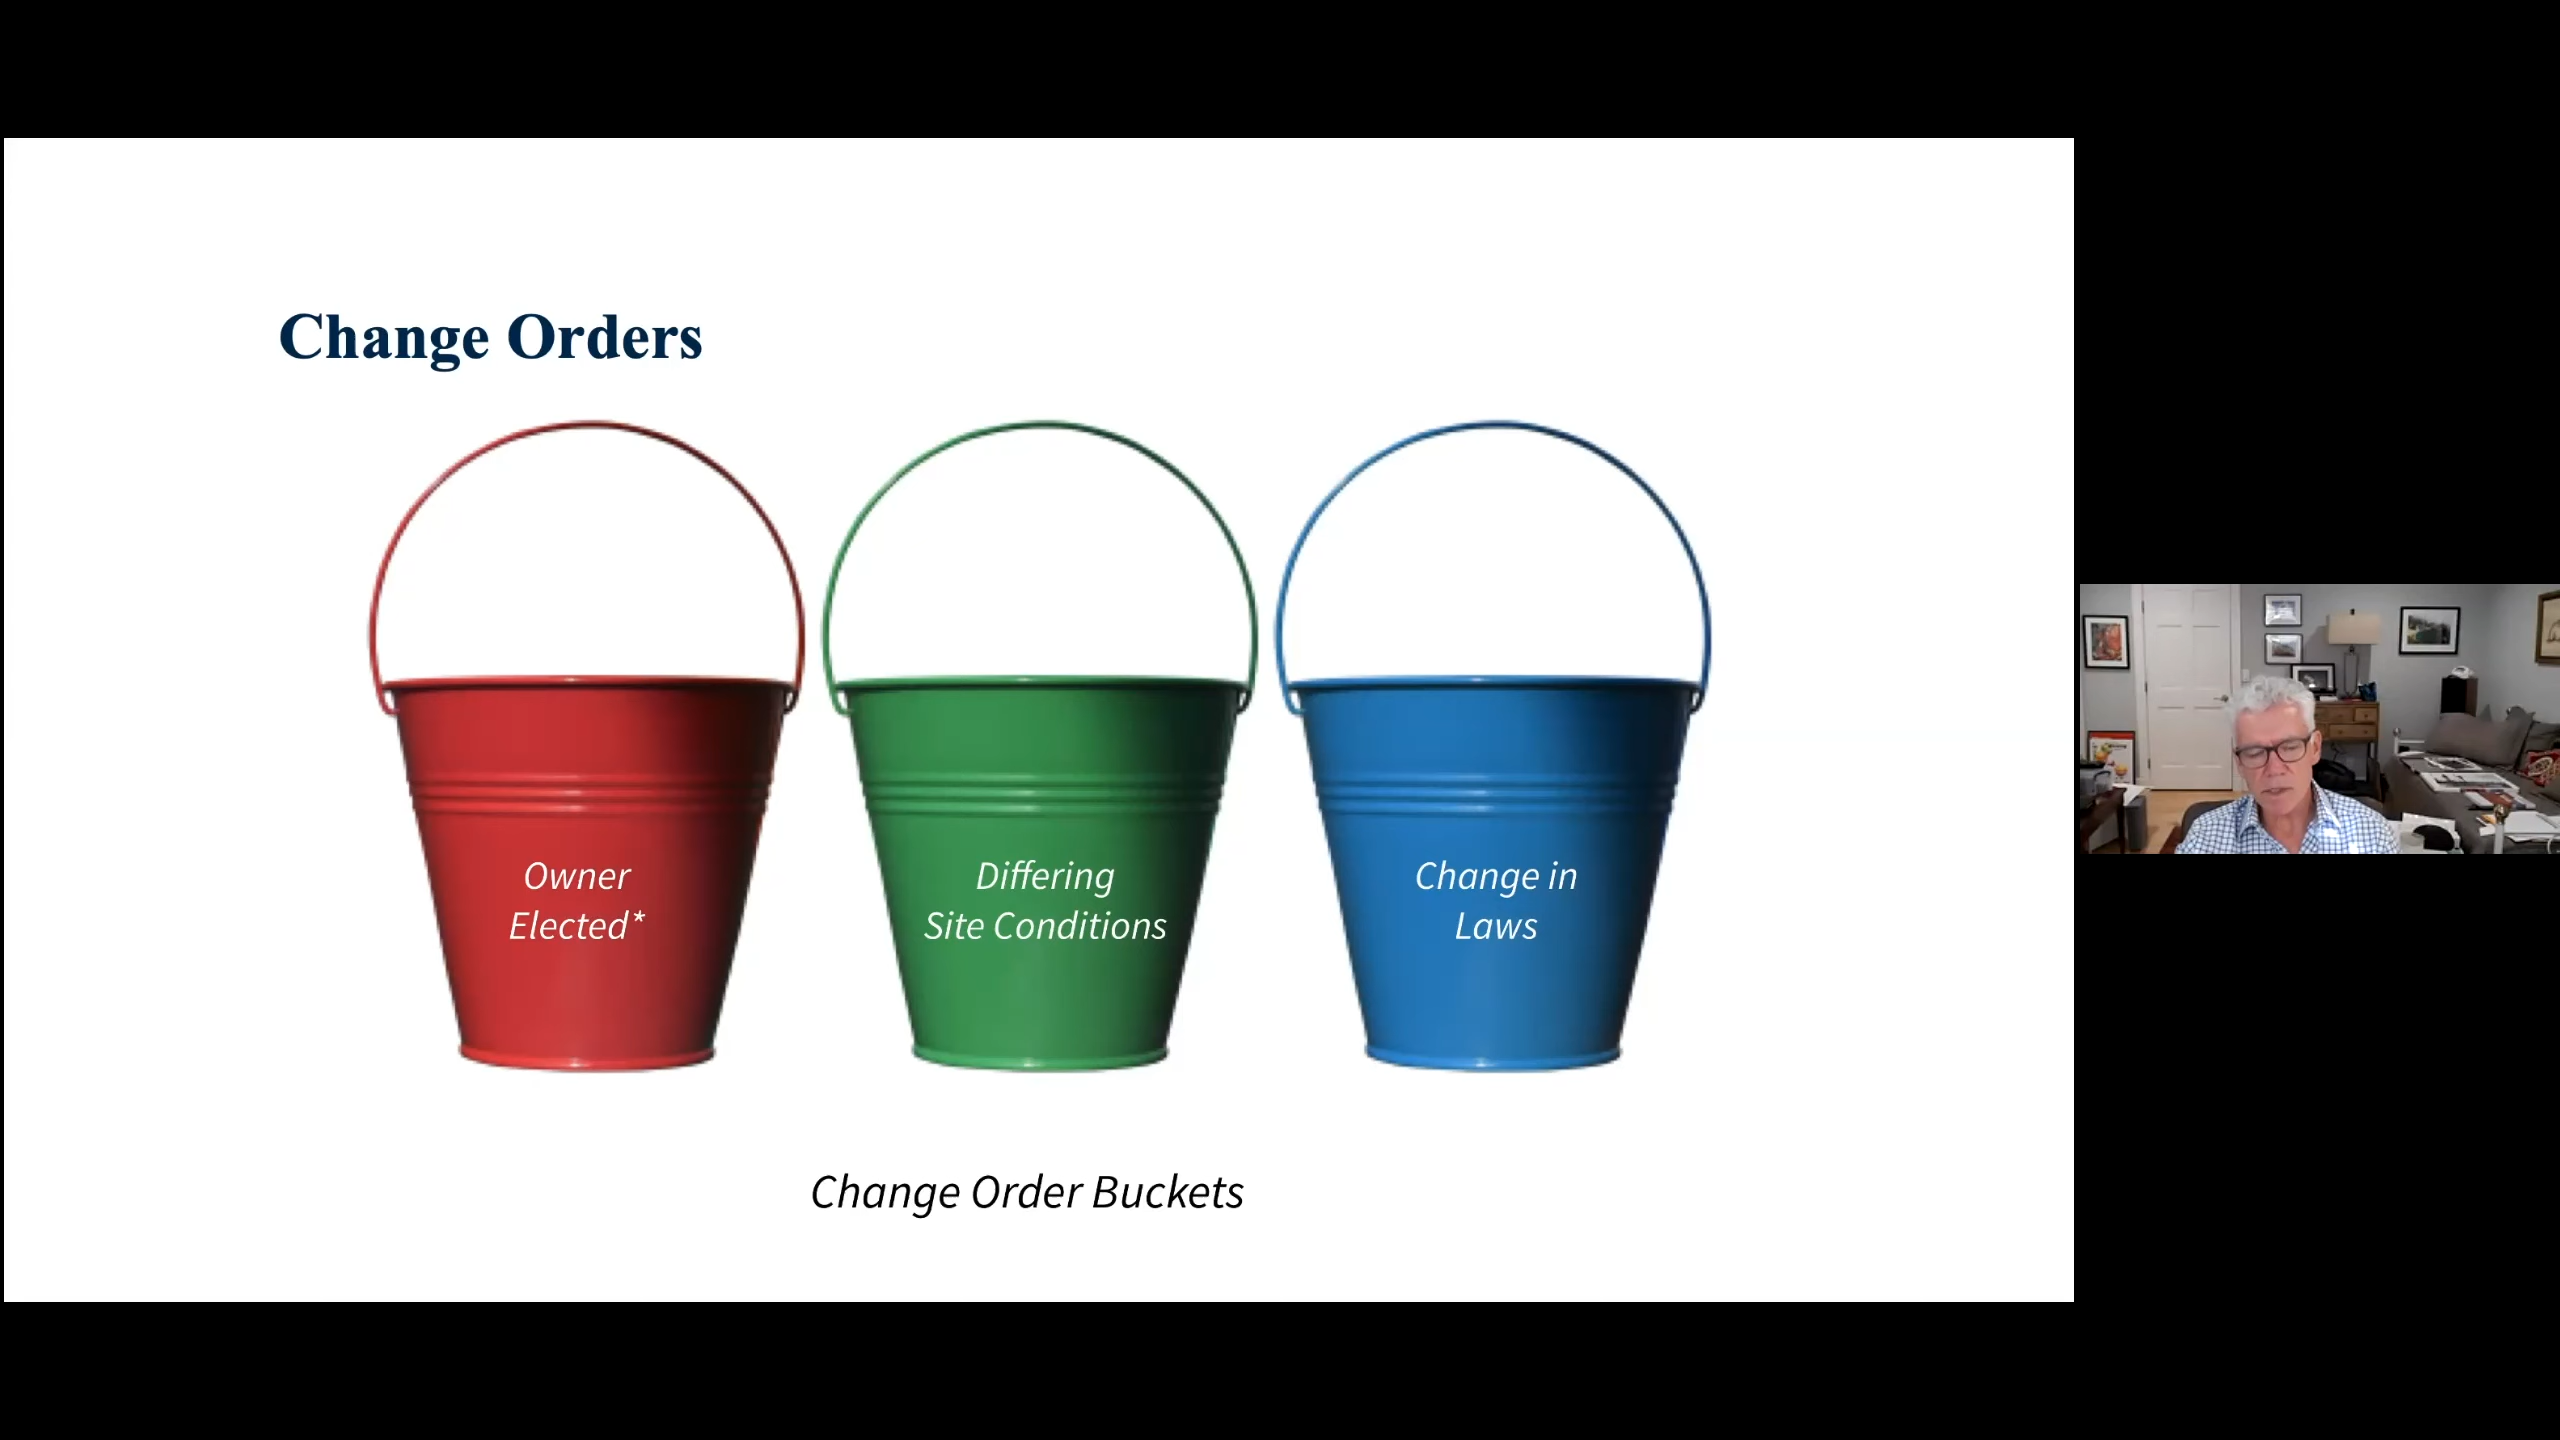 Change Orders
Owner
Elected*
Differing
Site Conditions
Change in
Laws
Change Order Buckets